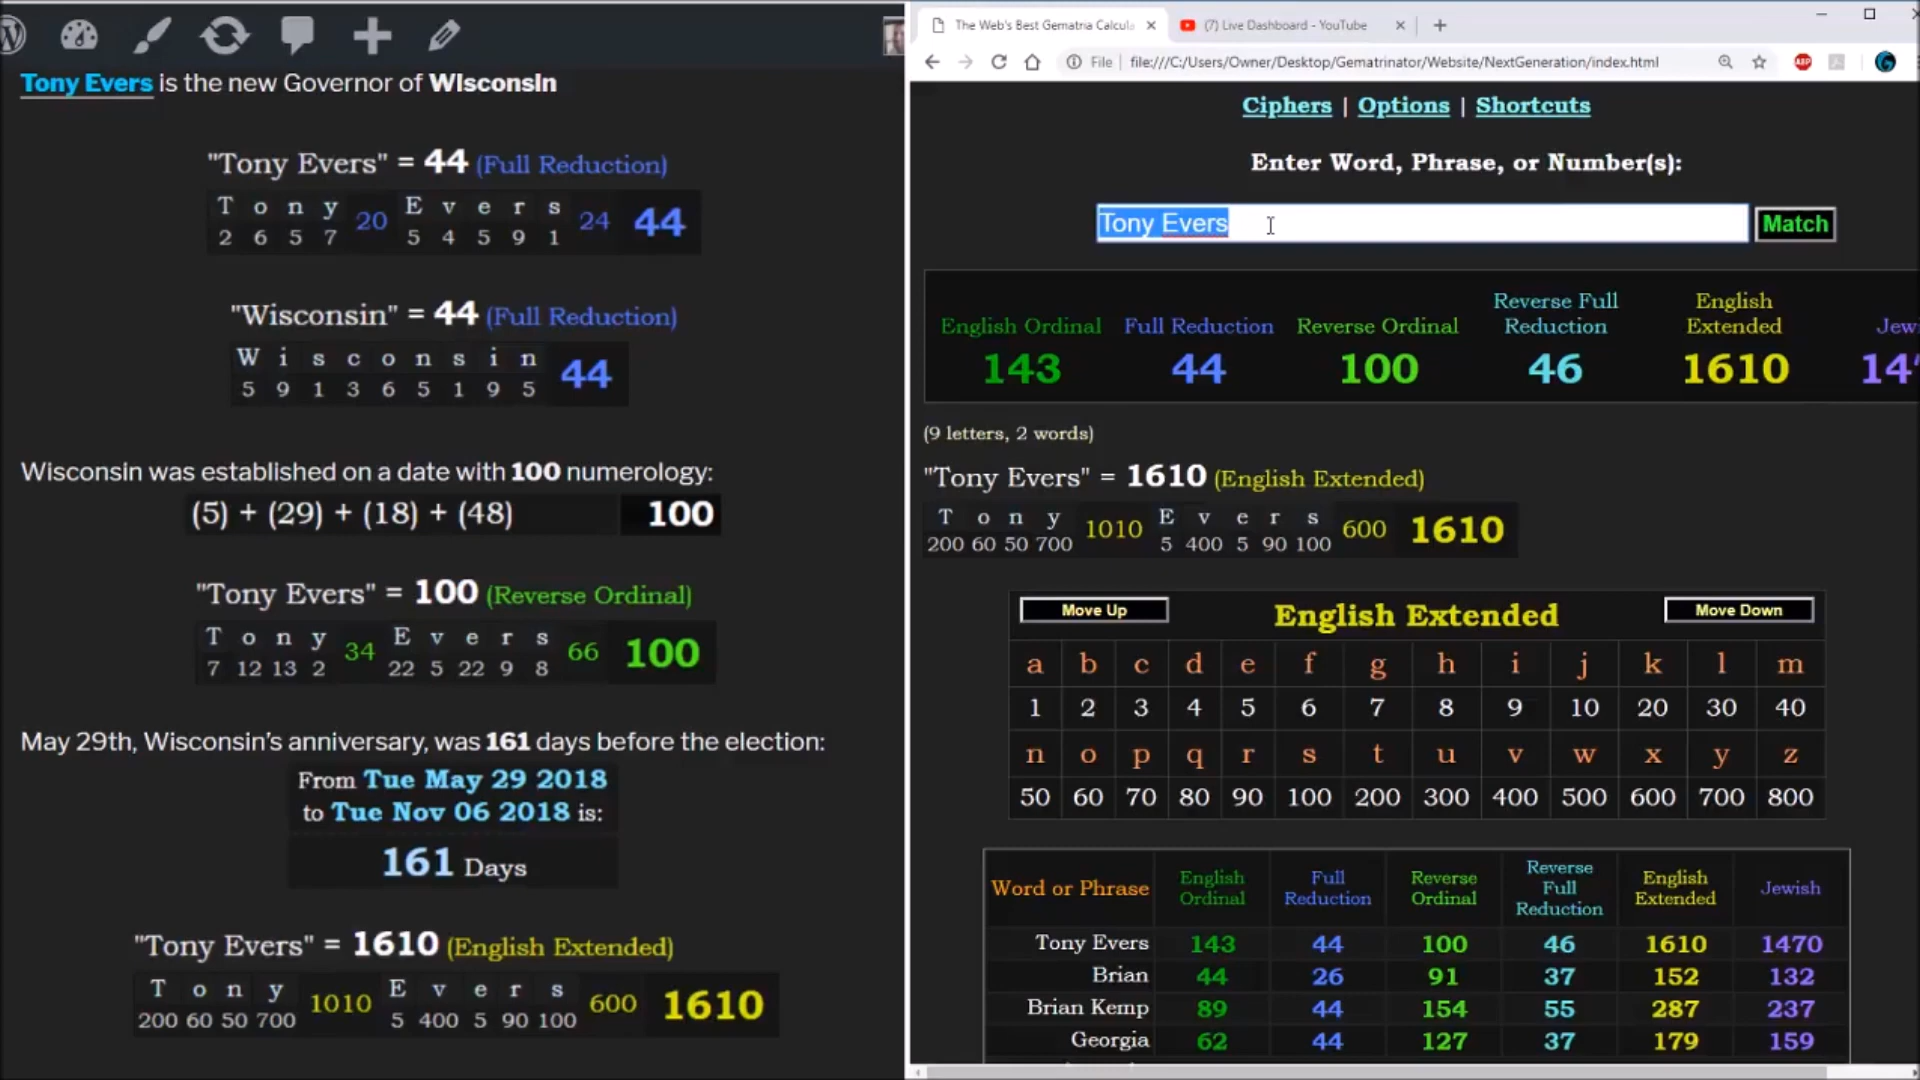 Tony Evers is the new Governor of Wisconsin
"Tony Evers" = 44 (Full Reduction)
T o n y 20 E v e r s 24 44
2 6 5 7 5 4 5 9 1
"Wisconsin" = 44 (Full Reduction)
W i s c o n s i n 44
5 9 1 3 6 5 1 9 5
Wisconsin was established on a date with 100 numerology:
(5) + (29) + (18) + (48) 100
"Tony Evers" = 100 (Reverse Ordinal)
T o n y 34 E v e r s 66 100
7 12 13 2 22 5 22 9 8
May 29th, Wisconsin's anniversary, was 161 days before the election:
From Tue May 29 2018
to Tue Nov 06 2018 is:
161 Days
"Tony Evers" = 1610 (English Extended)
T o n y 1010 E v e r s 600 1610
200 60 50 700 5 400 5 90 100
The Web's Best Gematria Calcula
(7) Live Dashboard - YouTube
File file:///C:/Users/Owner/Desktop/Gematrinator/Website/NextGeneration/index.html
ABP
Ciphers | Options | Shortcuts
Enter Word, Phrase, or Number(s):
Tony Evers Match
English Ordinal Full Reduction Reverse Ordinal Reverse Full Reduction English Extended Jew
143 44 100 46 1610 14
(9 letters, 2 words)
"Tony Evers" = 1610 (English Extended)
T o n y 1010 E v e r s 600 1610
200 60 50 700 5 400 5 90 100
Move Up English Extended Move Down
a b c d e f g h i j k l m
1 2 3 4 5 6 7 8 9 10 20 30 40
n o p q r s t u v w x y z
50 60 70 80 90 100 200 300 400 500 600 700 800
Word or Phrase English Ordinal Full Reduction Reverse Ordinal Reverse Full Reduction English Extended Jewish
Tony Evers 143 44 100 46 1610 1470
Brian 44 26 91 37 152 132
Brian Kemp 89 44 154 55 287 237
Georgia 62 44 127 37 179 159